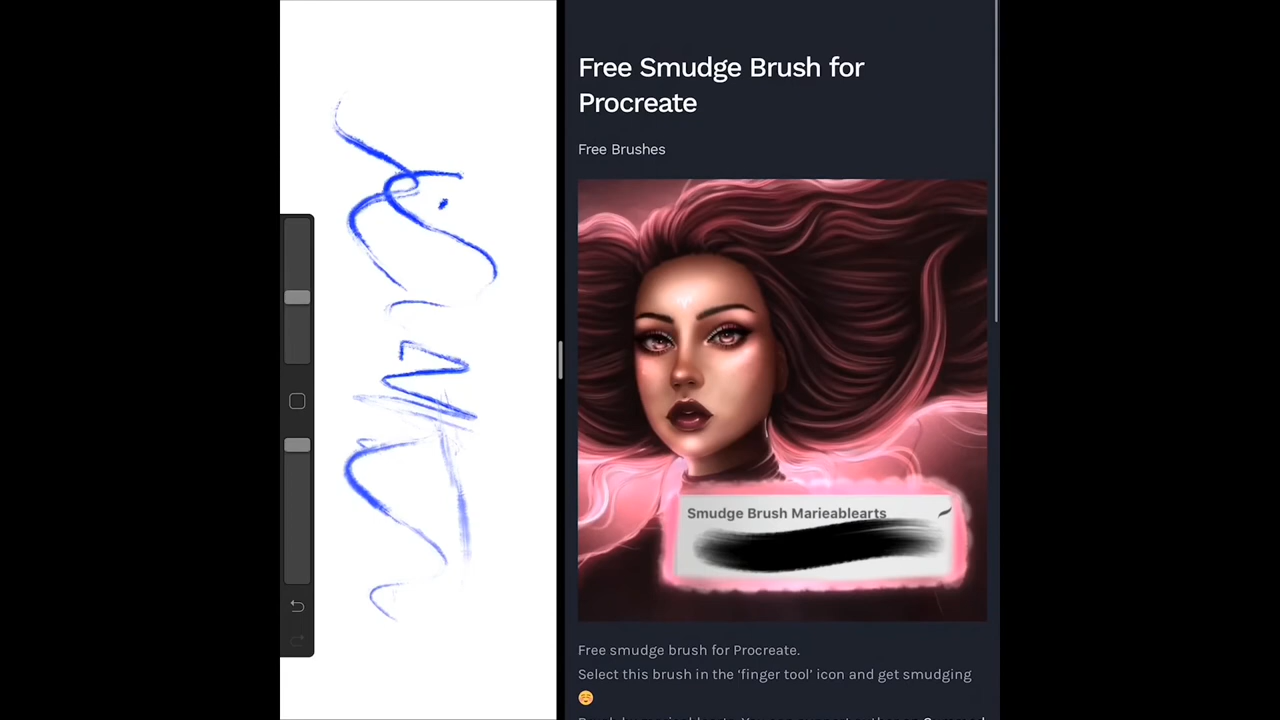 Free Smudge Brush for
Procreate
Free Brushes
Smudge Brush Marieablearts
Free smudge brush for Procreate.
Select this brush in the ‘finger tool’ icon and get smudging
☺️